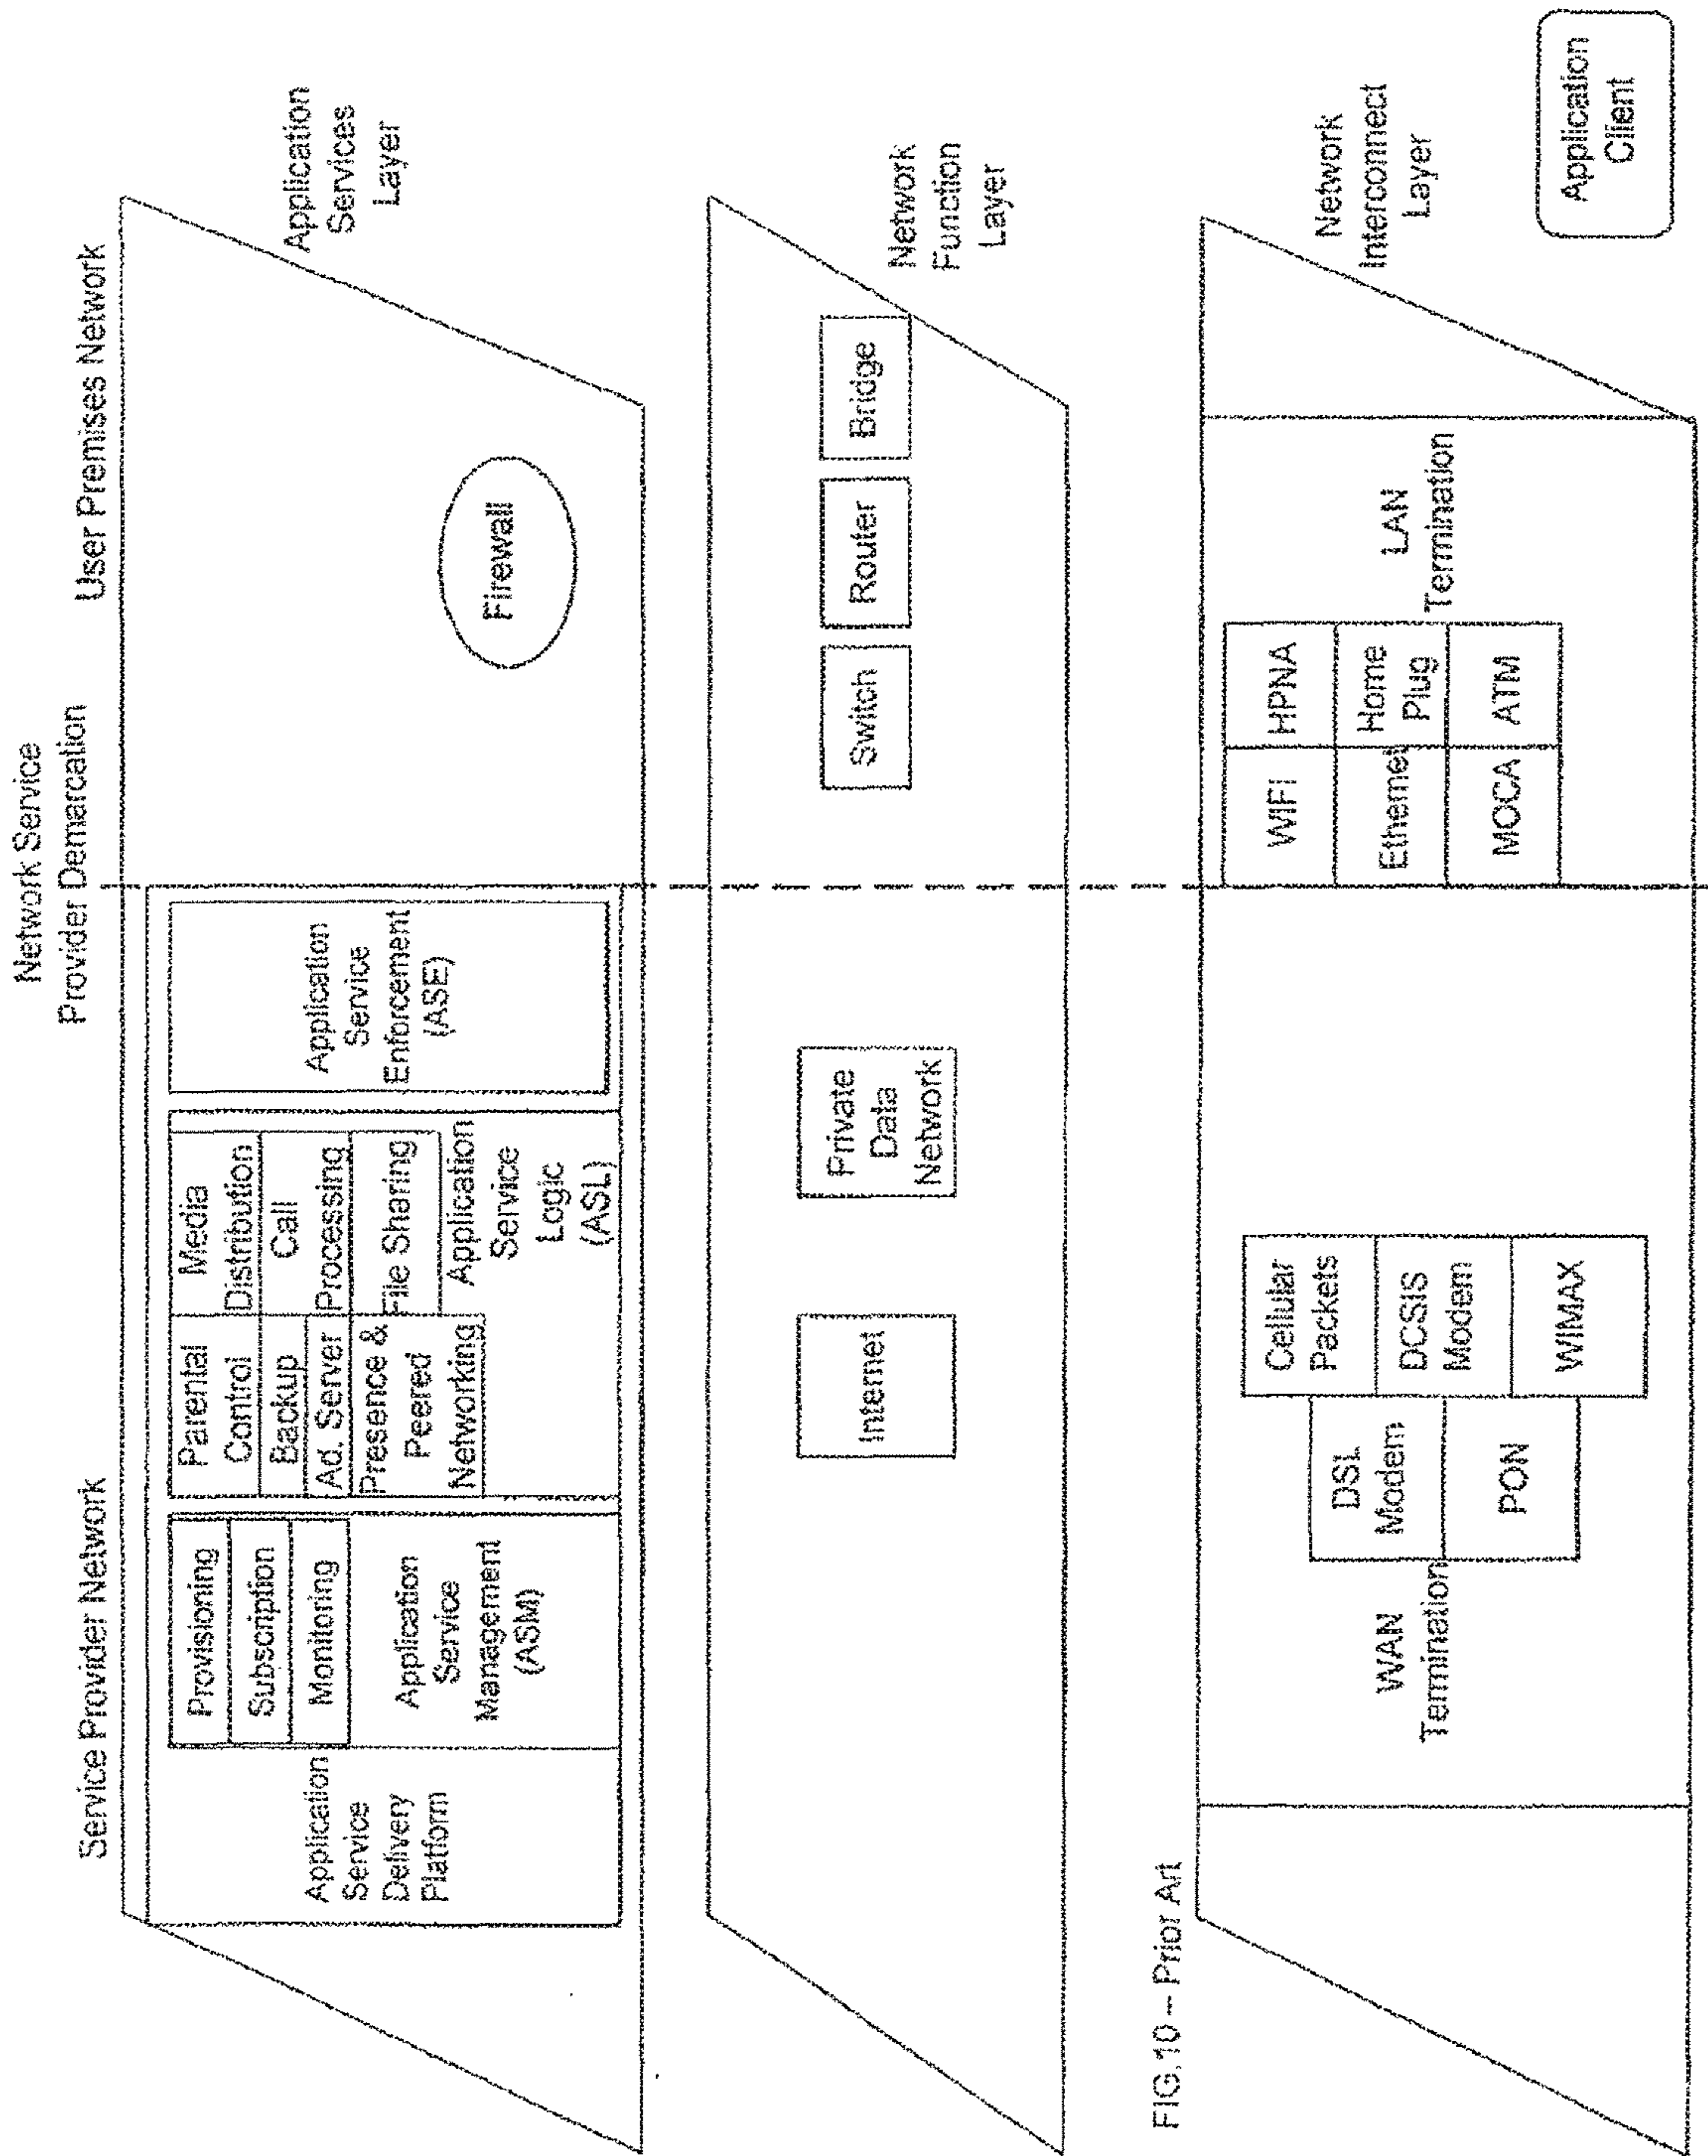 Network Service
Provider Demarcation
Service Provider Network
User Premises Network
Application
Service
Delivery
Platform
Provisioning
Subscription
Monitoring
Application
Service
Management
(ASM)
Parental
Control
Backup
Ad. Server
Presence &
Peered
Networking
Media
Distribution
Call
Processing
File Sharing
Application
Service
Logic
(ASL)
Application
Service
Enforcement
(ASE)
Firewall
Application
Services
Layer
Internet
Private
Data
Network
Switch
Router
Bridge
Network
Function
Layer
FIG.10 – Prior Art
WAN
Termination
DSL
Modem
PON
Cellular
Packets
DCSIS
Modem
WIMAX
WIFI
Ethernet
MOCA
HPNA
Home
Plug
ATM
LAN
Termination
Network
Interconnect
Layer
Application
Client